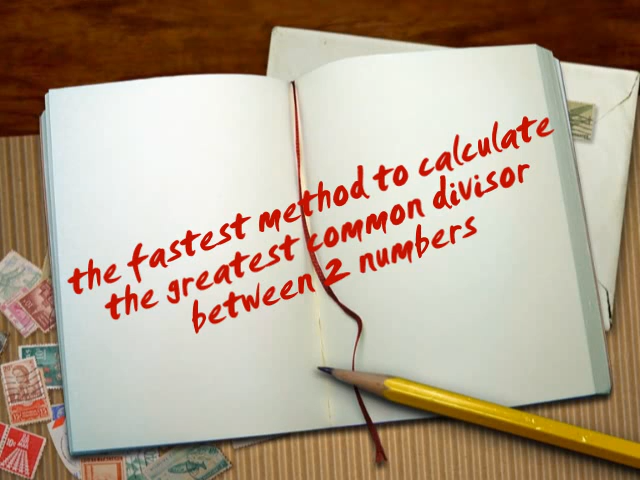 the fastest method to calculate
the greatest common divisor
between 2 numbers